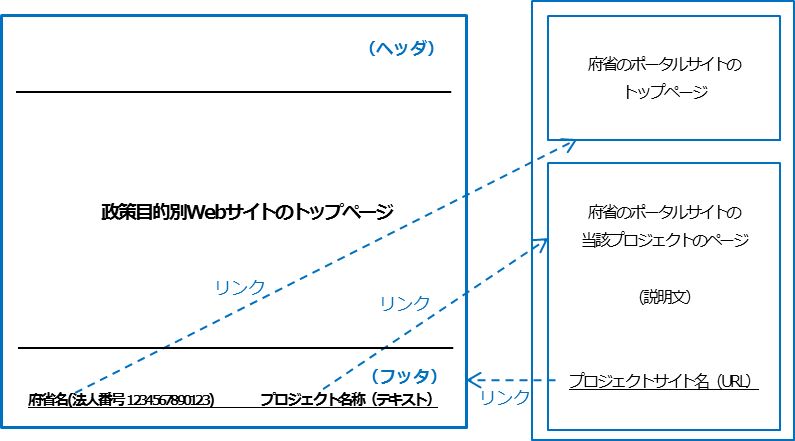 （ヘッダ）
政策目的別Webサイトのトップページ
リンク
リンク
（フッタ）
府省名(法人番号 1234567890123)
プロジェクト名称（テキスト）
リンク
府省のポータルサイトの
トップページ
府省のポータルサイトの
当該プロジェクトのページ
（説明文）
プロジェクトサイト名（URL）